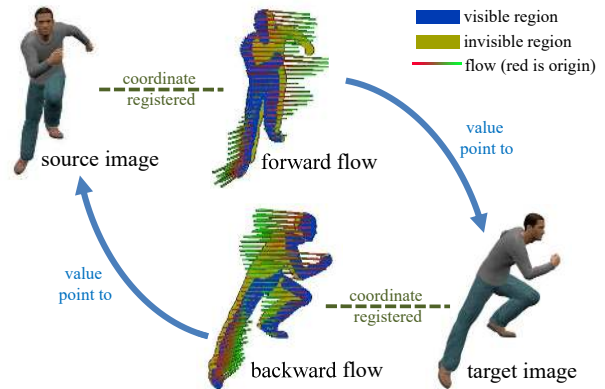 visible region
invisible region
flow (red is origin)
coordinate
registered
source image
forward flow
value
point to
value
point to
coordinate
registered
backward flow
target image